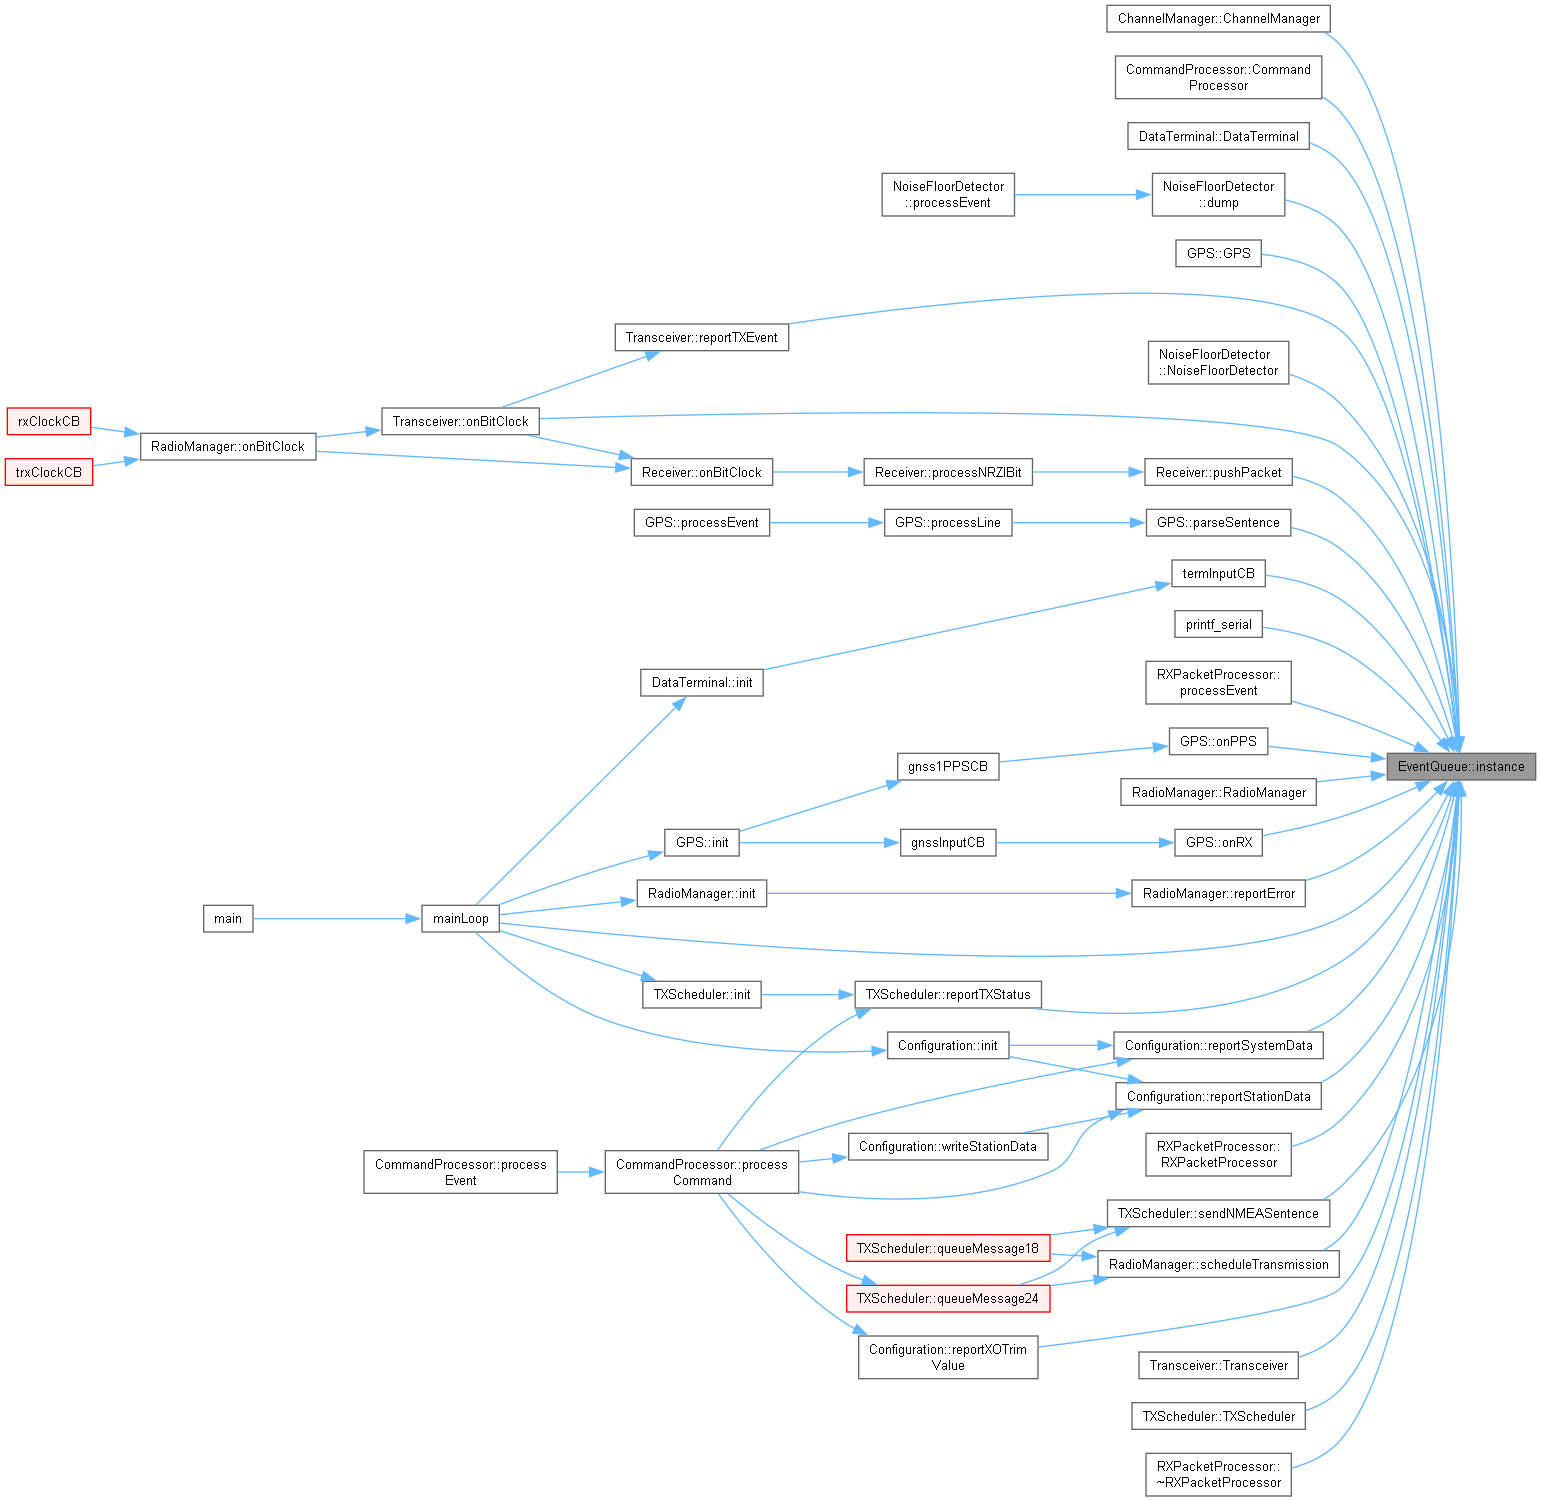 ChannelManager::ChannelManager
CommandProcessor::Command
Processor
DataTerminal::DataTerminal
NoiseFloorDetector
::processEvent
NoiseFloorDetector
::dump
GPS::GPS
Transceiver::reportTXEvent
NoiseFloorDetector
::NoiseFloorDetector
rxClockCB
Transceiver::onBitClock
RadioManager::onBitClock
trxClockCB
Receiver::onBitClock
Receiver::processNRZIBit
Receiver::pushPacket
GPS::processEvent
GPS::processLine
GPS::parseSentence
termInputCB
printf_serial
DataTerminal::init
RXPacketProcessor::
processEvent
GPS::onPPS
gnss1PPSCB
EventQueue::instance
RadioManager::RadioManager
GPS::init
gnssInputCB
GPS::onRX
RadioManager::init
RadioManager::reportError
main
mainLoop
TXScheduler::init
TXScheduler::reportTXStatus
Configuration::init
Configuration::reportSystemData
Configuration::reportStationData
Configuration::writeStationData
RXPacketProcessor::
RXPacketProcessor
CommandProcessor::process
Event
CommandProcessor::process
Command
TXScheduler::sendNMEASentence
TXScheduler::queueMessage18
RadioManager::scheduleTransmission
TXScheduler::queueMessage24
Configuration::reportXOTrim
Value
Transceiver::Transceiver
TXScheduler::TXScheduler
RXPacketProcessor::
~RXPacketProcessor